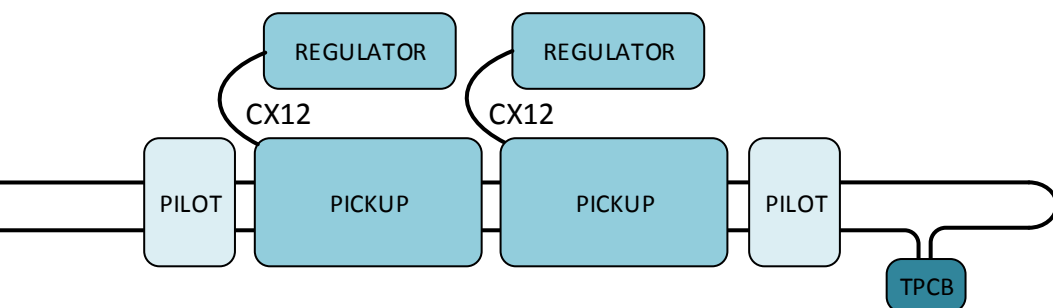 REGULATOR
REGULATOR
CX12
CX12
PILOT
PICKUP
PICKUP
PILOT
TPCB